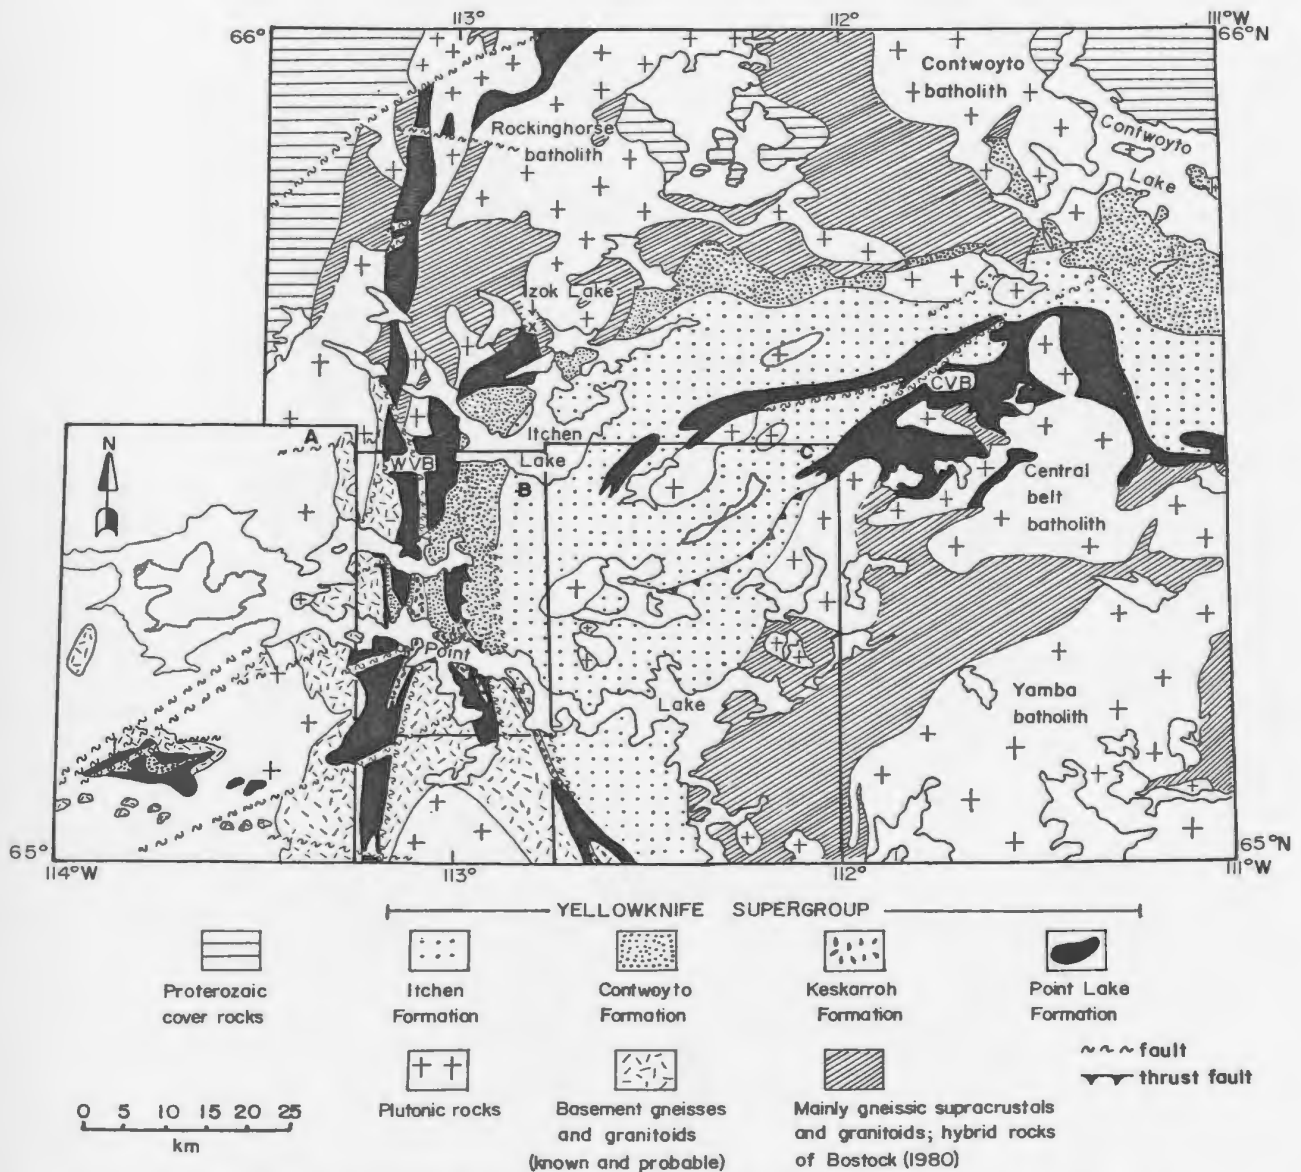 113°
112°
111°W
66°
66°N
Contwoyto
batholith
Contwoyto
Lake
Rockinghorse
batholith
Izok Lake
x
CVB
Itchen
Lake
A
N
WVB
B
C
Central
belt
batholith
Point
Lake
Yamba
batholith
65°
65°N
114°W
113°
112°
111°W
YELLOWKNIFE SUPERGROUP
Proterozaic
cover rocks
Itchen
Formation
Contwoyto
Formation
Keskarroh
Formation
Point Lake
Formation
fault
thrust fault
Plutonic rocks
Basement gneisses
and granitoids
(known and probable)
Mainly gneissic supracrustals
and granitoids; hybrid rocks
of Bostock (1980)
0 5 10 15 20 25
km